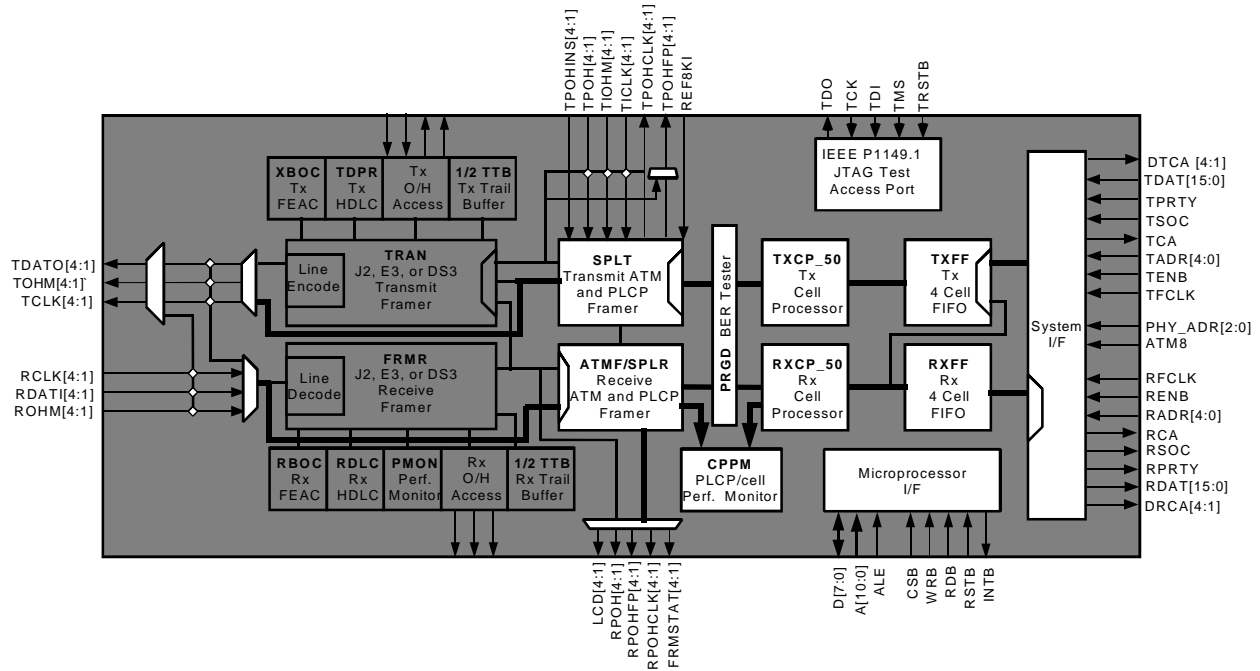 TPOHINS[4:1]
TPOH[4:1]
TIOHM[4:1]
TICLK[4:1]
TPOHCLK[4:1]
TPOHFP[4:1]
REF8KI
TDO
TCK
TDI
TMS
TRSTB
IEEE P1149.1
JTAG Test
Access Port
XBOC
Tx
FEAC
TDPR
Tx
HDLC
Tx
O/H
Access
1/2 TTB
Tx Trail
Buffer
TDATO[4:1]
TOHM[4:1]
TCLK[4:1]
Line
Encode
TRAN
J2, E3, or DS3
Transmit
Framer
SPLT
Transmit ATM
and PLCP
Framer
PRGD BER Tester
TXCP_50
Tx
Cell
Processor
TXFF
Tx
4 Cell
FIFO
System
I/F
DTCA [4:1]
TDAT[15:0]
TPRTY
TSOC
TCA
TADR[4:0]
TENB
TFCLK
PHY_ADR[2:0]
ATM8
RFCLK
RENB
RADR[4:0]
RCA
RSOC
RPRTY
RDAT[15:0]
DRCA[4:1]
RCLK[4:1]
RDATI[4:1]
ROHM[4:1]
Line
Decode
FRMR
J2, E3, or DS3
Receive
Framer
ATMF/SPLR
Receive
ATM and PLCP
Framer
RXCP_50
Rx
Cell
Processor
RXFF
Rx
4 Cell
FIFO
RBOC
Rx
FEAC
RDLC
Rx
HDLC
PMON
Perf.
Monitor
Rx
O/H
Access
1/2 TTB
Rx Trail
Buffer
CPPM
PLCP/cell
Perf. Monitor
Microprocessor
I/F
LCD[4:1]
RPOH[4:1]
RPOHFP[4:1]
RPOHCLK[4:1]
FRMSTAT[4:1]
D[7:0]
A[10:0]
ALE
CSB
WRB
RDB
RSTB
INTB